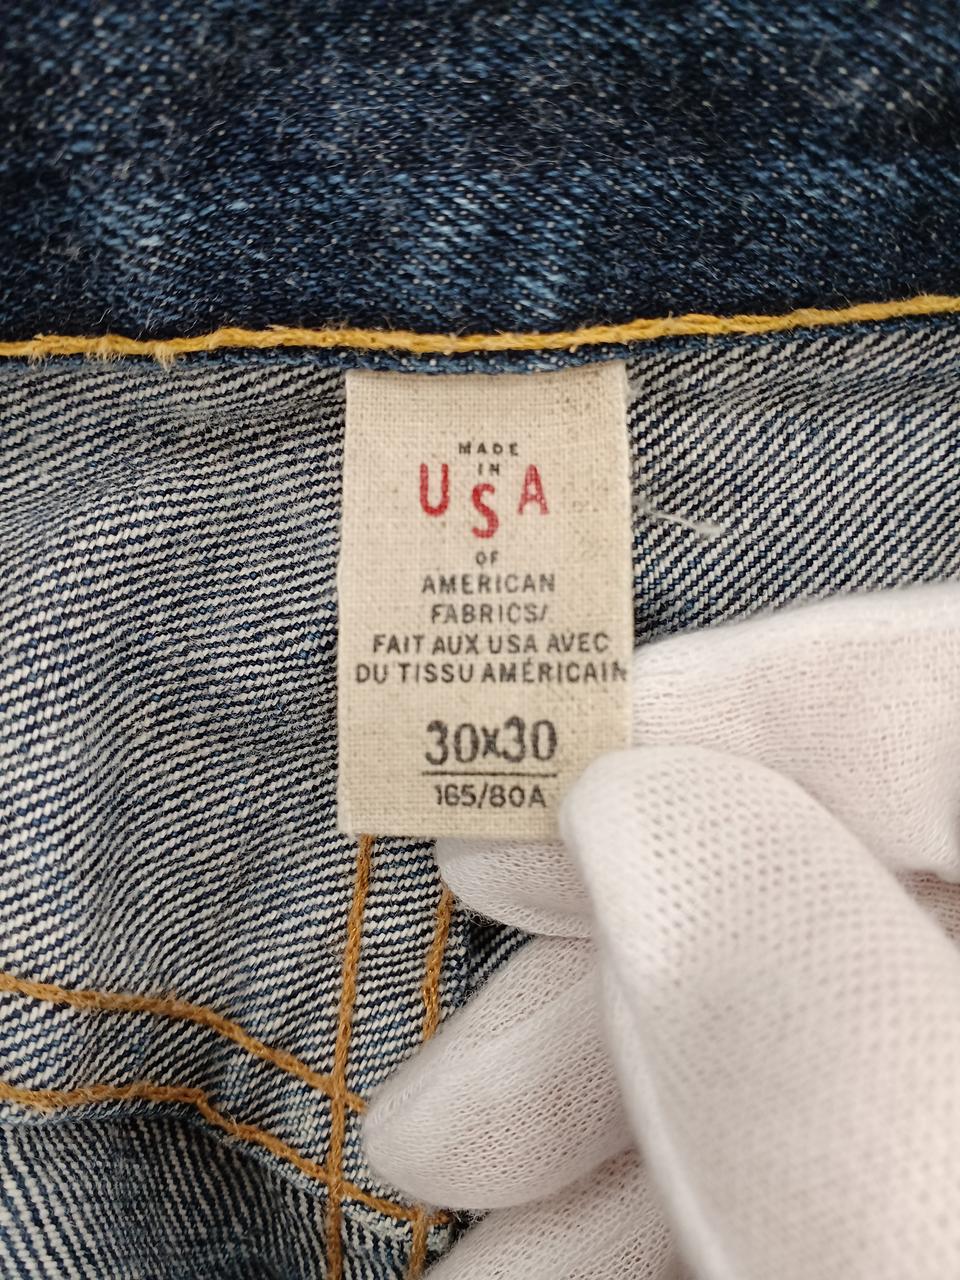 MADE
IN
USA
OF
AMERICAN
FABRICS/
FAIT AUX USA AVEC
DU TISSU AMÉRICAIN
30x30
165/80A